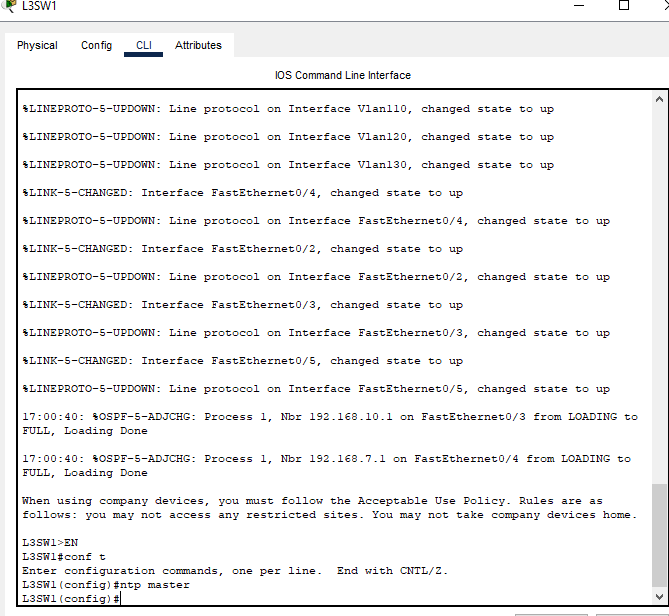 L3SW1
Physical Config CLI Attributes
IOS Command Line Interface
%LINEPROTO-5-UPDOWN: Line protocol on Interface Vlan110, changed state to up
%LINEPROTO-5-UPDOWN: Line protocol on Interface Vlan120, changed state to up
%LINEPROTO-5-UPDOWN: Line protocol on Interface Vlan130, changed state to up
%LINK-5-CHANGED: Interface FastEthernet0/4, changed state to up
%LINEPROTO-5-UPDOWN: Line protocol on Interface FastEthernet0/4, changed state to up
%LINK-5-CHANGED: Interface FastEthernet0/2, changed state to up
%LINEPROTO-5-UPDOWN: Line protocol on Interface FastEthernet0/2, changed state to up
%LINK-5-CHANGED: Interface FastEthernet0/3, changed state to up
%LINEPROTO-5-UPDOWN: Line protocol on Interface FastEthernet0/3, changed state to up
%LINK-5-CHANGED: Interface FastEthernet0/5, changed state to up
%LINEPROTO-5-UPDOWN: Line protocol on Interface FastEthernet0/5, changed state to up
17:00:40: %OSPF-5-ADJCHG: Process 1, Nbr 192.168.10.1 on FastEthernet0/3 from LOADING to
FULL, Loading Done
17:00:40: %OSPF-5-ADJCHG: Process 1, Nbr 192.168.7.1 on FastEthernet0/4 from LOADING to
FULL, Loading Done
When using company devices, you must follow the Acceptable Use Policy. Rules are as
follows: you may not access any restricted sites. You may not take company devices home.
L3SW1>EN
L3SW1#conf t
Enter configuration commands, one per line. End with CNTL/Z.
L3SW1(config)#ntp master
L3SW1(config)#